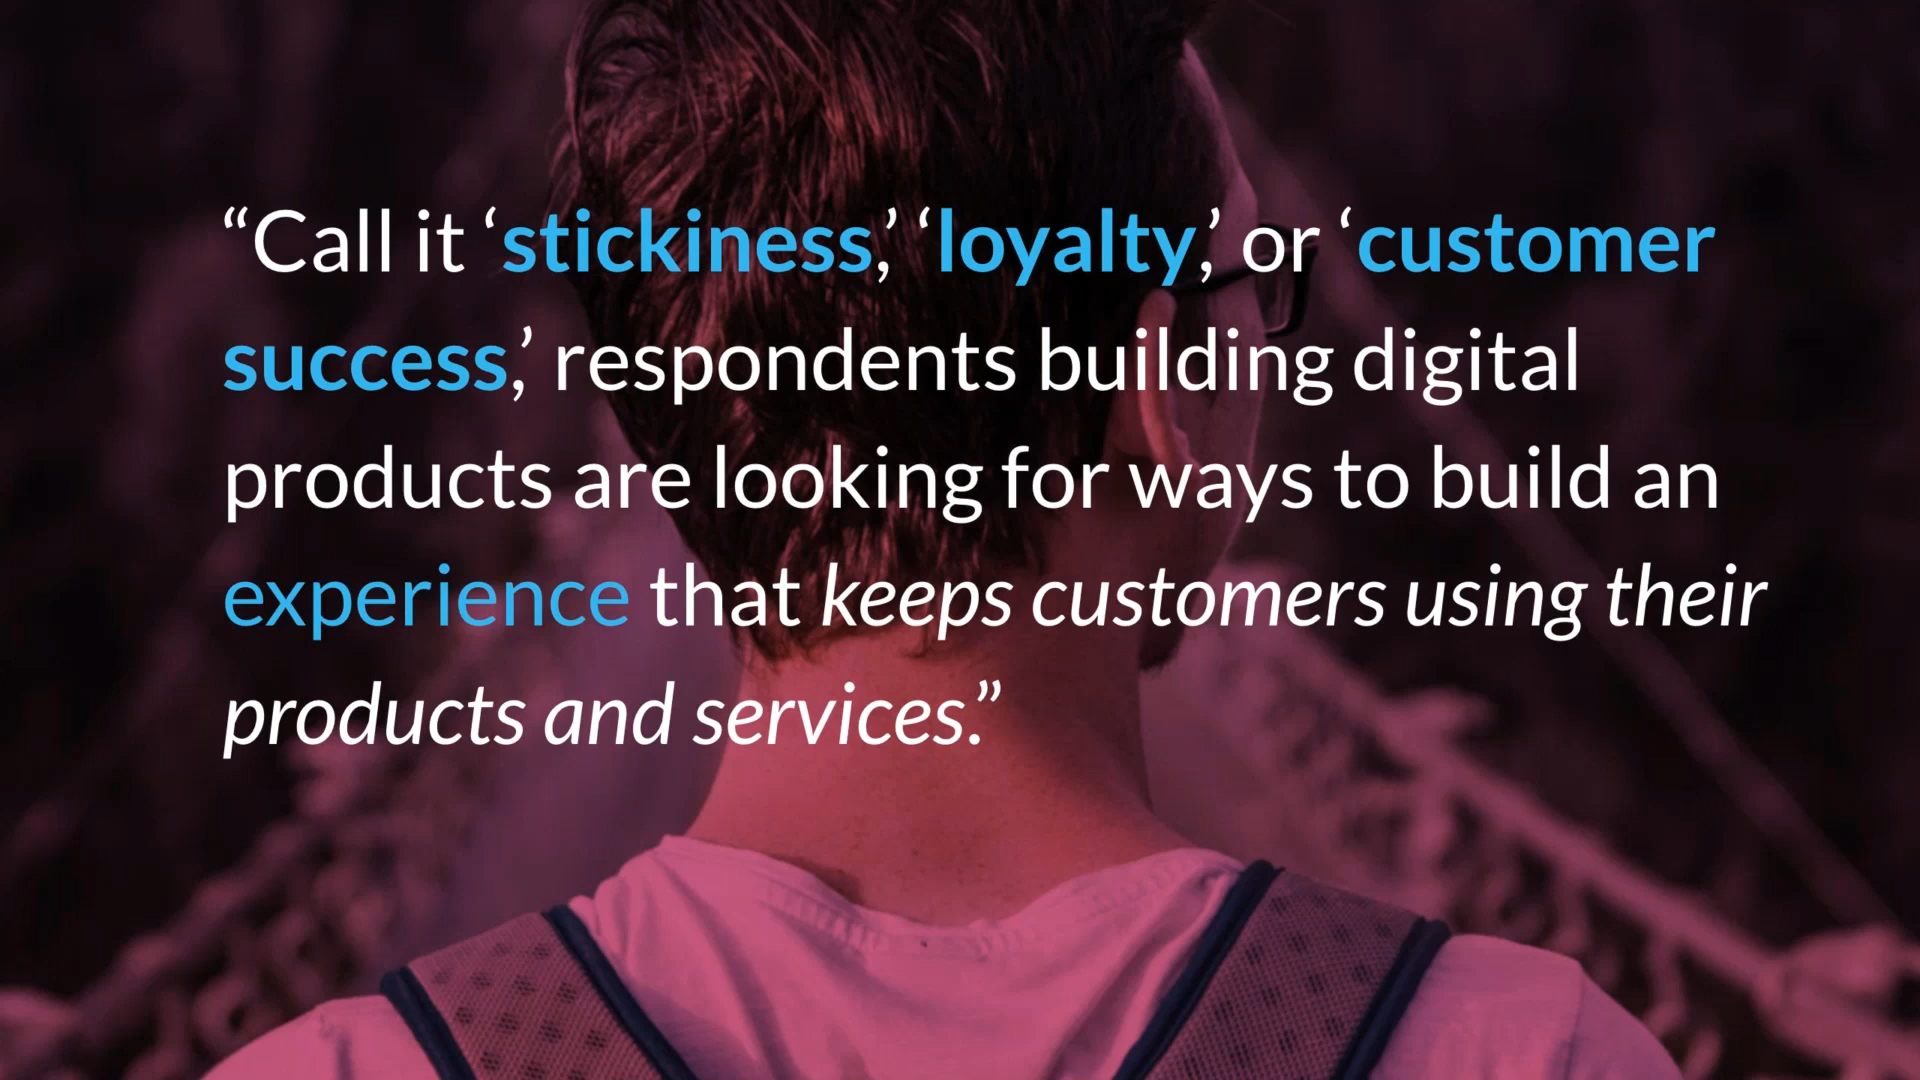 “Call it ‘stickiness,’ ‘loyalty,’ or ‘customer
success,’ respondents building digital
products are looking for ways to build an
experience that keeps customers using their
products and services.”